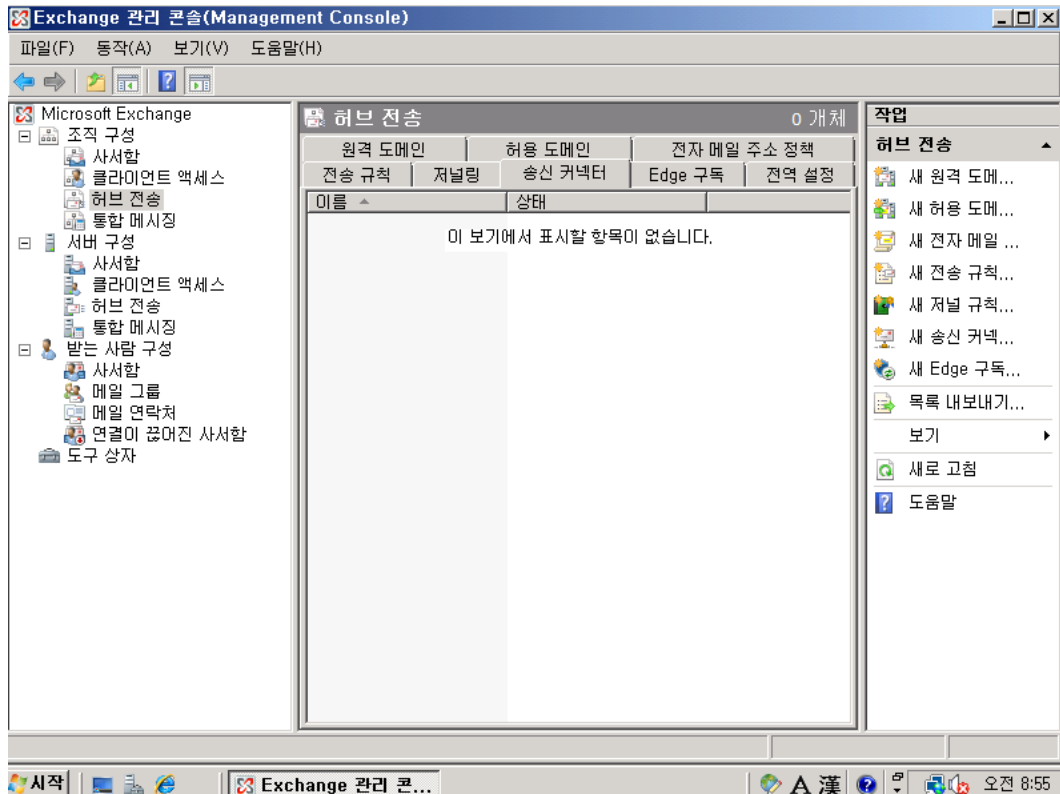 Exchange 관리 콘솔(Management Console)
파일(F) 동작(A) 보기(V) 도움말(H)
Microsoft Exchange
조직 구성
사서함
클라이언트 액세스
허브 전송
통합 메시징
서버 구성
사서함
클라이언트 액세스
허브 전송
통합 메시징
받는 사람 구성
사서함
메일 그룹
메일 연락처
연결이 끊어진 사서함
도구 상자
허브 전송 0 개체
원격 도메인 허용 도메인 전자 메일 주소 정책
전송 규칙 저널링 송신 커넥터 Edge 구독 전역 설정
이름 상태
이 보기에서 표시할 항목이 없습니다.
작업
허브 전송
새 원격 도메...
새 허용 도메...
새 전자 메일 ...
새 전송 규칙...
새 저널 규칙...
새 송신 커넥...
새 Edge 구독...
목록 내보내기...
보기
새로 고침
도움말
시작 Exchange 관리 콘... A 漢 오전 8:55